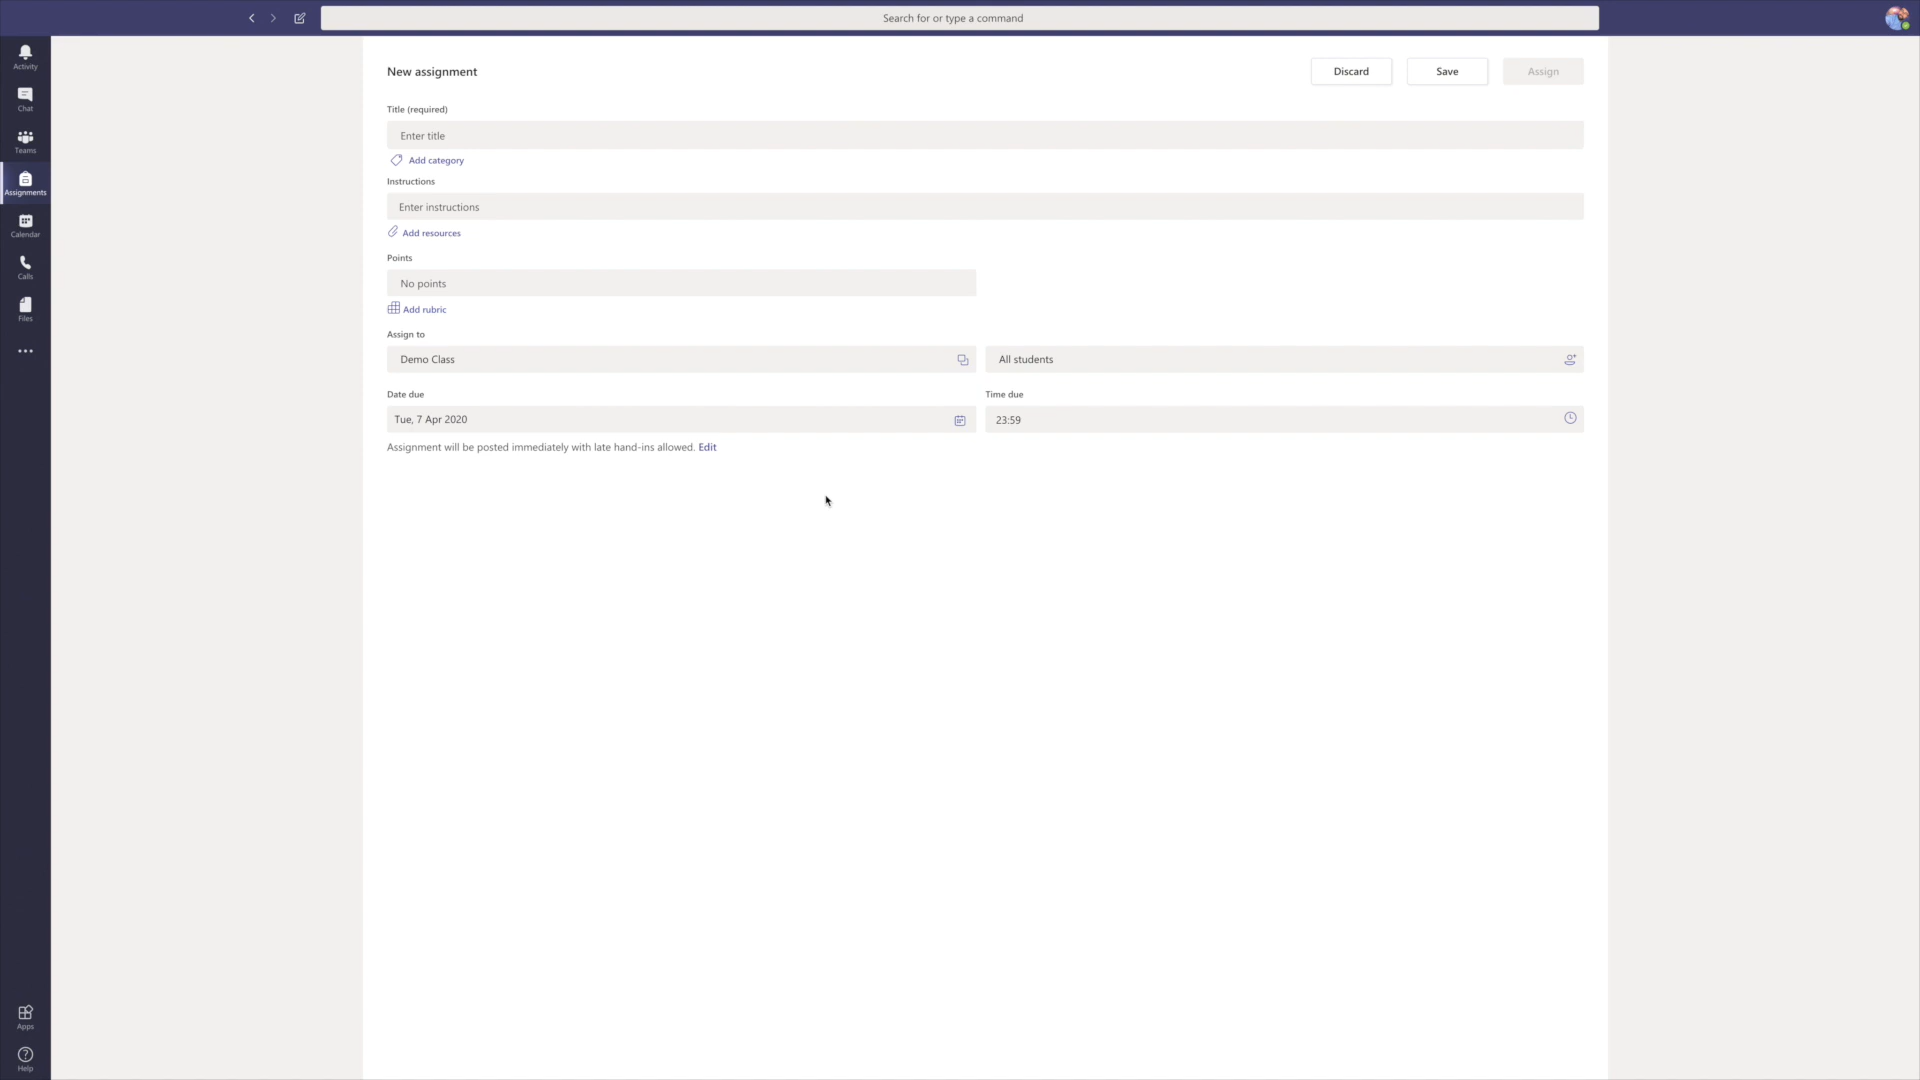 Search for or type a command
Activity
Chat
Teams
Assignments
Calendar
Calls
Files
Apps
Help
New assignment
Discard
Save
Assign
Title (required)
Enter title
Add category
Instructions
Enter instructions
Add resources
Points
No points
Add rubric
Assign to
Demo Class
All students
Date due
Time due
Tue, 7 Apr 2020
23:59
Assignment will be posted immediately with late hand-ins allowed. Edit